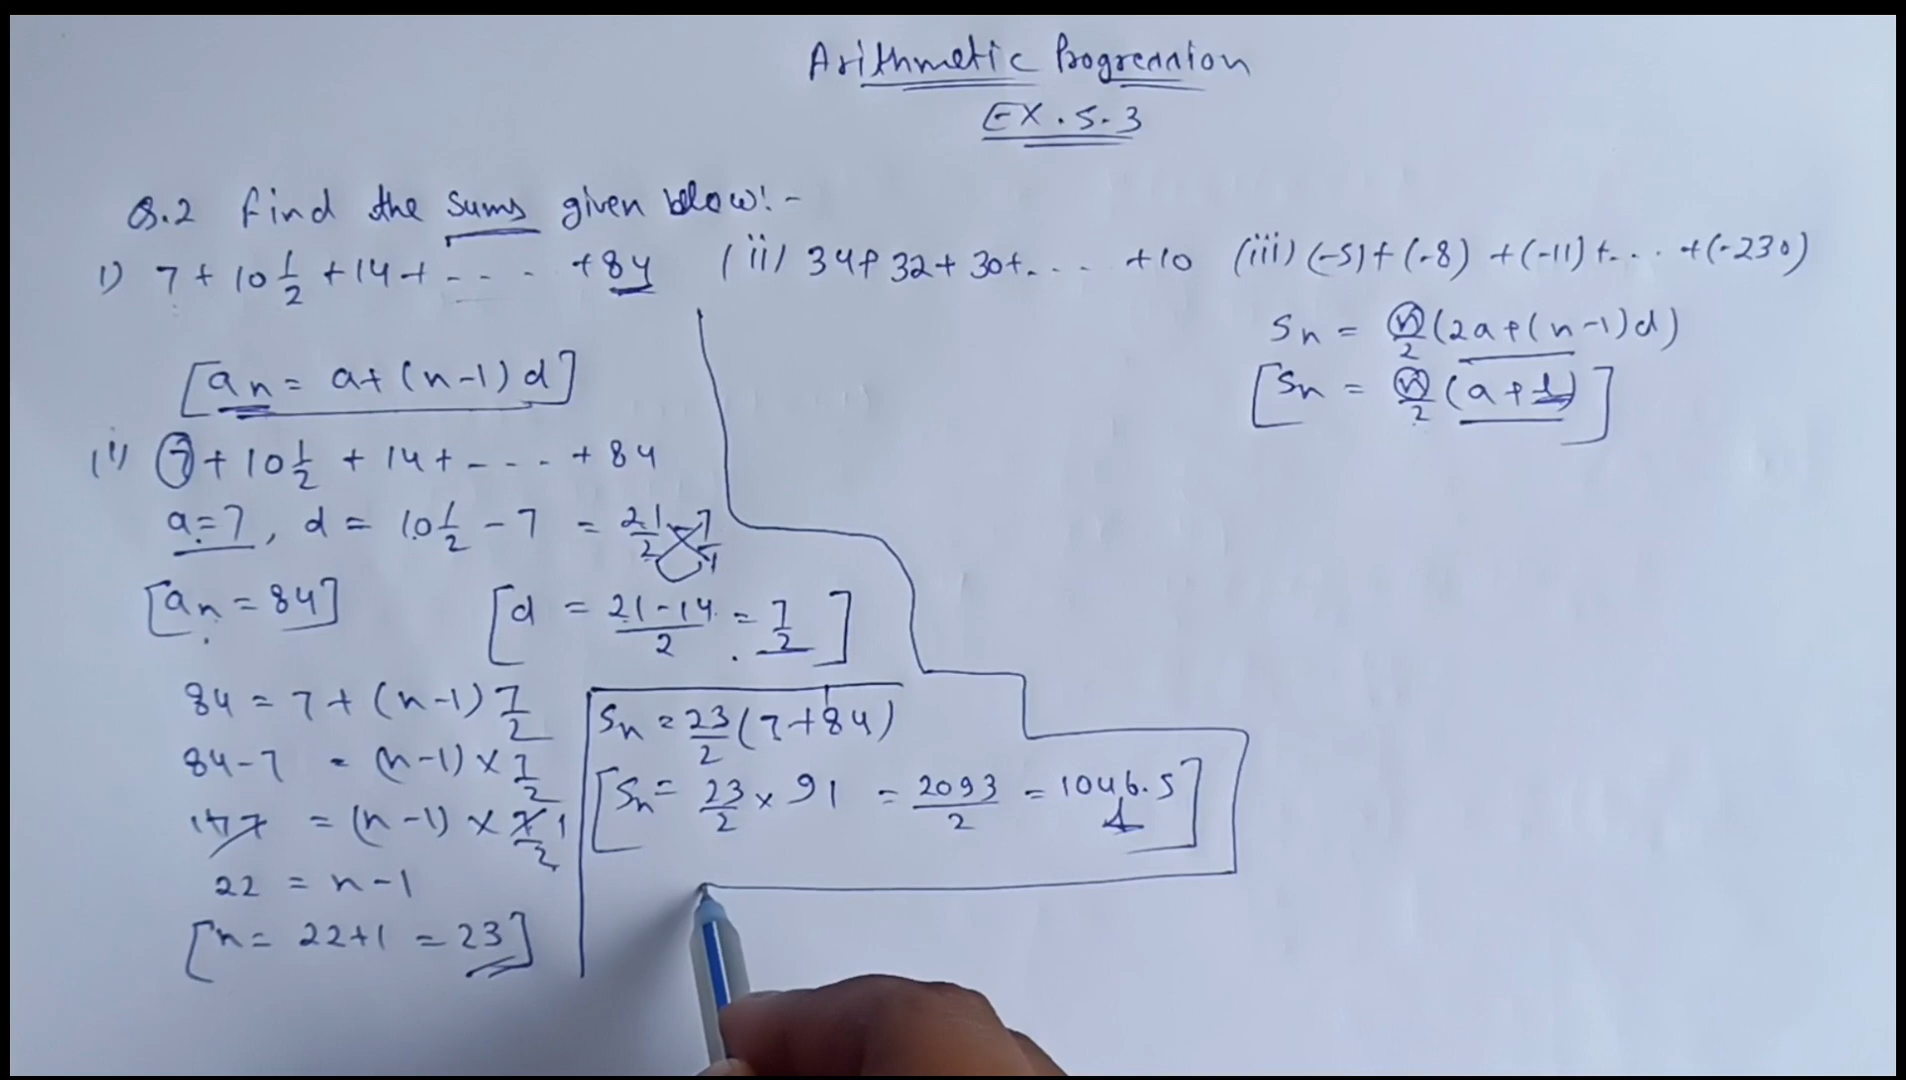 Arithmetic Progression
EX. 5.3
Q.2 find the sums given below:-
i) 7 + 10 1/2 + 14 + - - - . + 84 (ii) 34 + 32 + 30 + . . . +10 (iii) (-5) + (-8) + (-11) + . . . + (-230)
Sn = n/2 (2a + (n-1)d)
[an = a + (n-1)d]
[Sn = n/2 (a + l)]
(i) 7 + 10 1/2 + 14 + - - - . + 84
a = 7, d = 10 1/2 - 7 = 21/2 - 7/1
[an = 84]
[d = 21-14/2 = 7/2]
84 = 7 + (n-1) 7/2
84-7 = (n-1) × 7/2
77 = (n-1) × 7/2
22 = n-1
[n = 22+1 = 23]
Sn = 23/2 (7+84)
[Sn = 23/2 × 91 = 2093/2 = 1046.5]